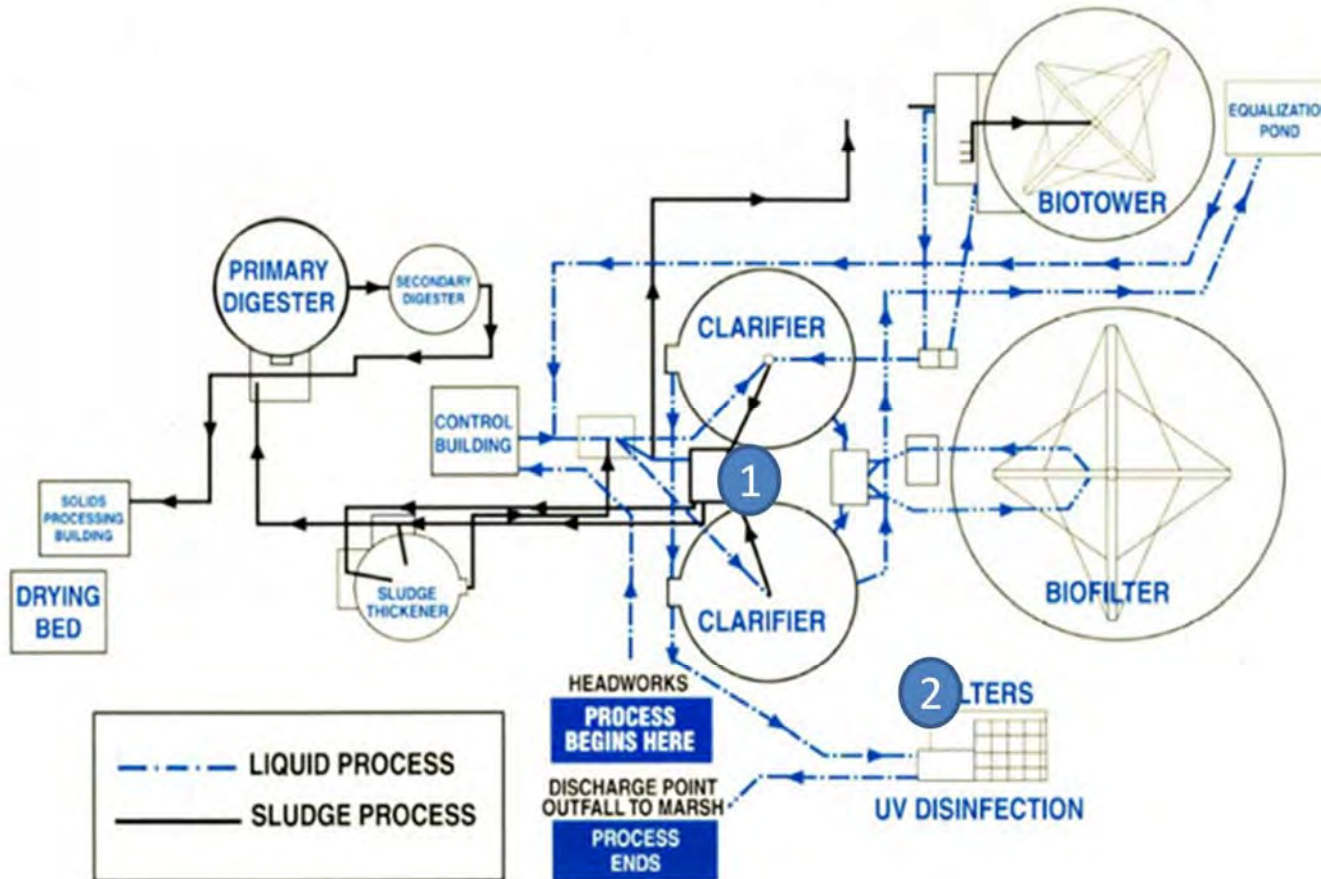 BIOTOWER
EQUALIZATION
POND
PRIMARY
DIGESTER
SECONDARY
DIGESTER
CLARIFIER
CONTROL
BUILDING
1
SOLIDS
PROCESSING
BUILDING
DRYING
BED
SLUDGE
THICKENER
CLARIFIER
BIOFILTER
HEADWORKS
PROCESS
BEGINS HERE
DISCHARGE POINT
OUTFALL TO MARSH
PROCESS
ENDS
2 LTERS
UV DISINFECTION
LIQUID PROCESS
SLUDGE PROCESS